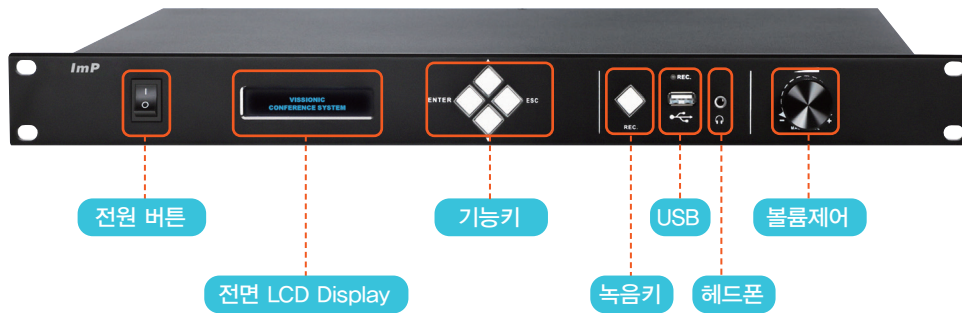 ImP
I
O
VISSIONIC
CONFERENCE SYSTEM
ENTER
ESC
REC.
REC.
-
+
전원 버튼
기능키
USB
볼륨제어
전면 LCD Display
녹음키
헤드폰